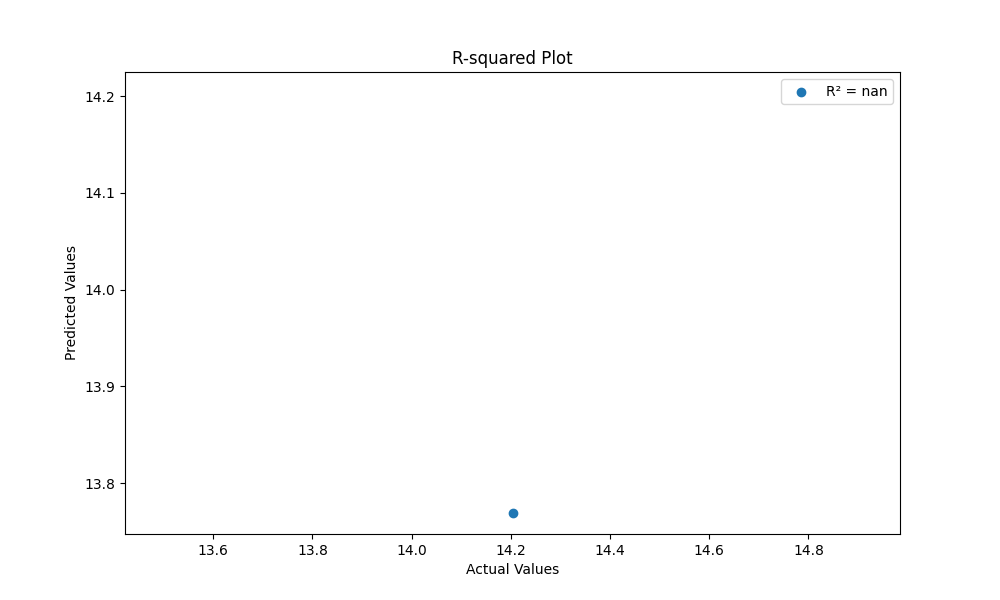 R-squared Plot
R² = nan
14.2
14.1
14.0
13.9
13.8
Predicted Values
13.6 13.8 14.0 14.2 14.4 14.6 14.8
Actual Values